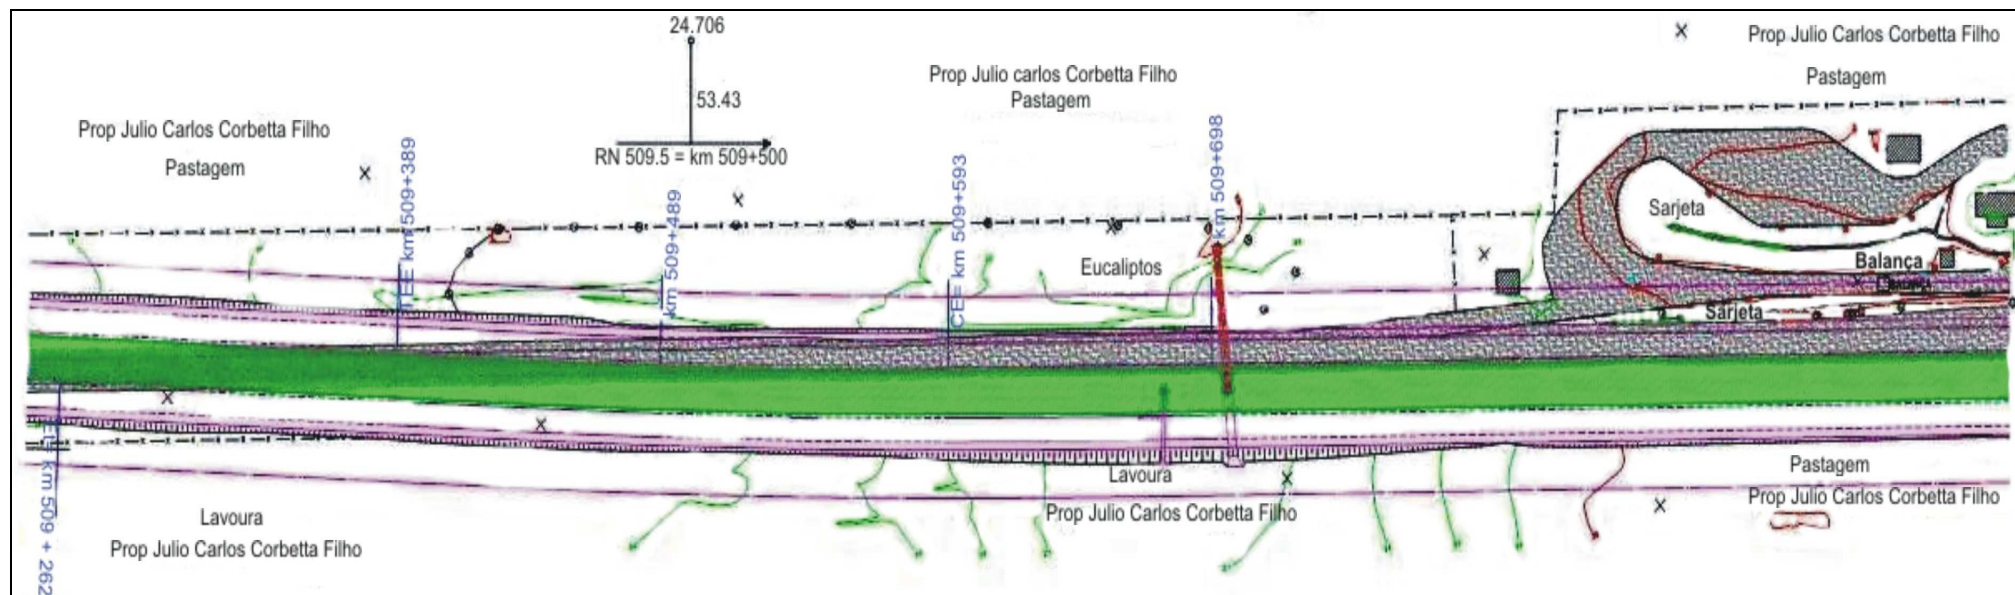 24.706
Prop Julio Carlos Corbetta Filho
Prop Julio carlos Corbetta Filho
Pastagem
Pastagem
53.43
Prop Julio Carlos Corbetta Filho
Pastagem
RN 509.5 = km 509+500
km 509+389
km 509+489
CE= km 509+593
km 509+698
Sarjeta
Eucaliptos
Balança
Sarjeta
km 509 + 262
Lavoura
Pastagem
Prop Julio Carlos Corbetta Filho
Prop Julio Carlos Corbetta Filho
Lavoura
Prop Julio Carlos Corbetta Filho